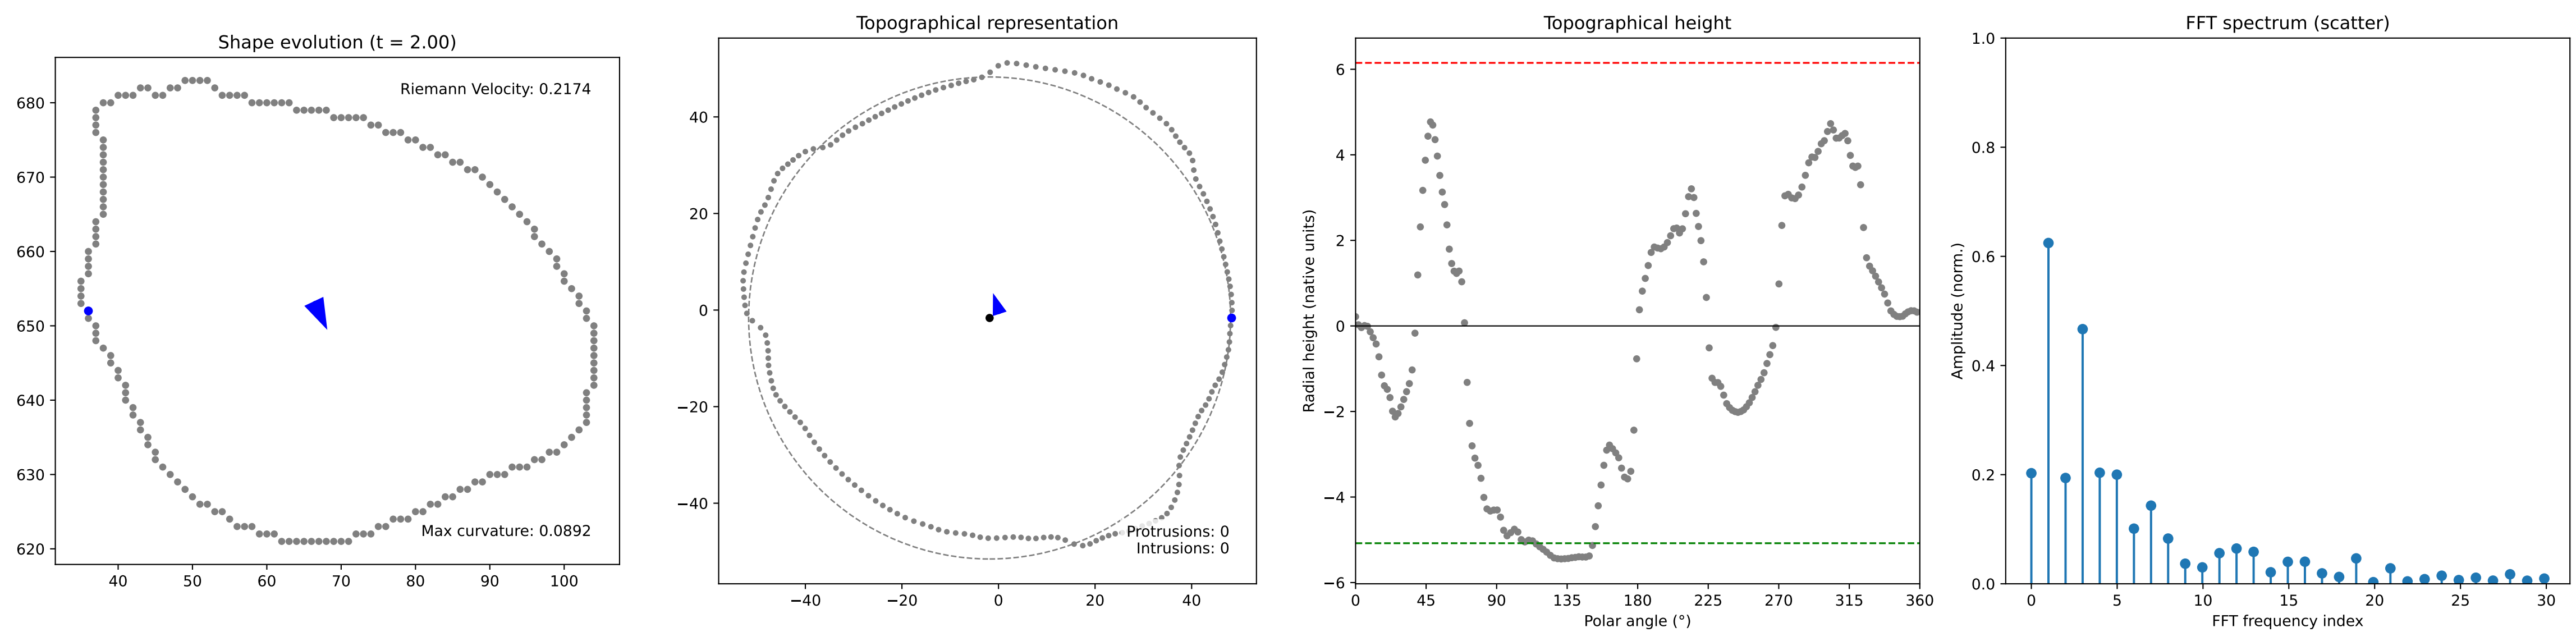 Shape evolution (t = 2.00)
Riemann Velocity: 0.2174
Max curvature: 0.0892
680
670
660
650
640
630
620
40 50 60 70 80 90 100
Topographical representation
40
20
0
−20
−40
−40 −20 0 20 40
Protrusions: 0
Intrusions: 0
Topographical height
Radial height (native units)
6
4
2
0
−2
−4
−6
0 45 90 135 180 225 270 315 360
Polar angle (°)
FFT spectrum (scatter)
Amplitude (norm.)
1.0
0.8
0.6
0.4
0.2
0.0
0 5 10 15 20 25 30
FFT frequency index